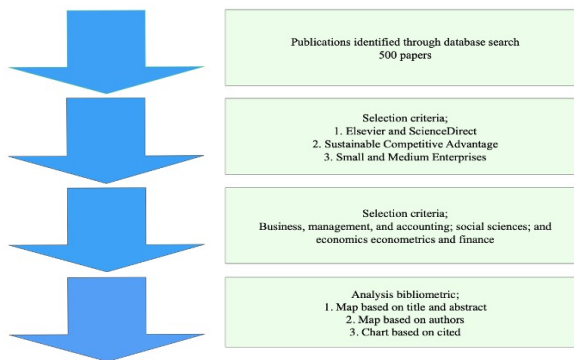 Publications identified through database search
500 papers
Selection criteria;
1. Elsevier and ScienceDirect
2. Sustainable Competitive Advantage
3. Small and Medium Enterprises
Selection criteria;
Business, management, and accounting; social sciences; and
economics econometrics and finance
Analysis bibliometric;
1. Map based on title and abstract
2. Map based on authors
3. Chart based on cited